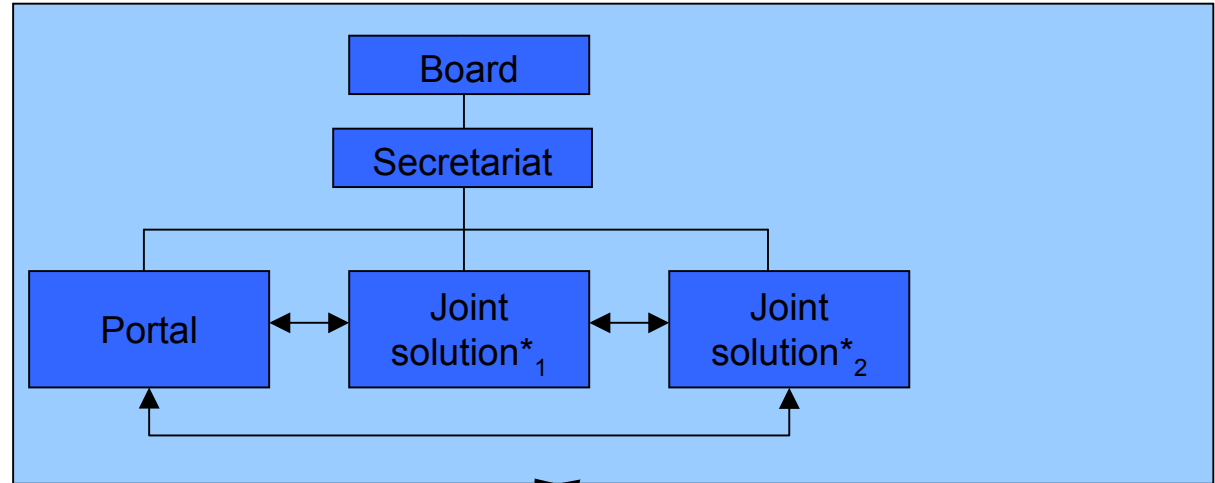 Board
Secretariat
Portal
Joint
solution*₁
Joint
solution*₂